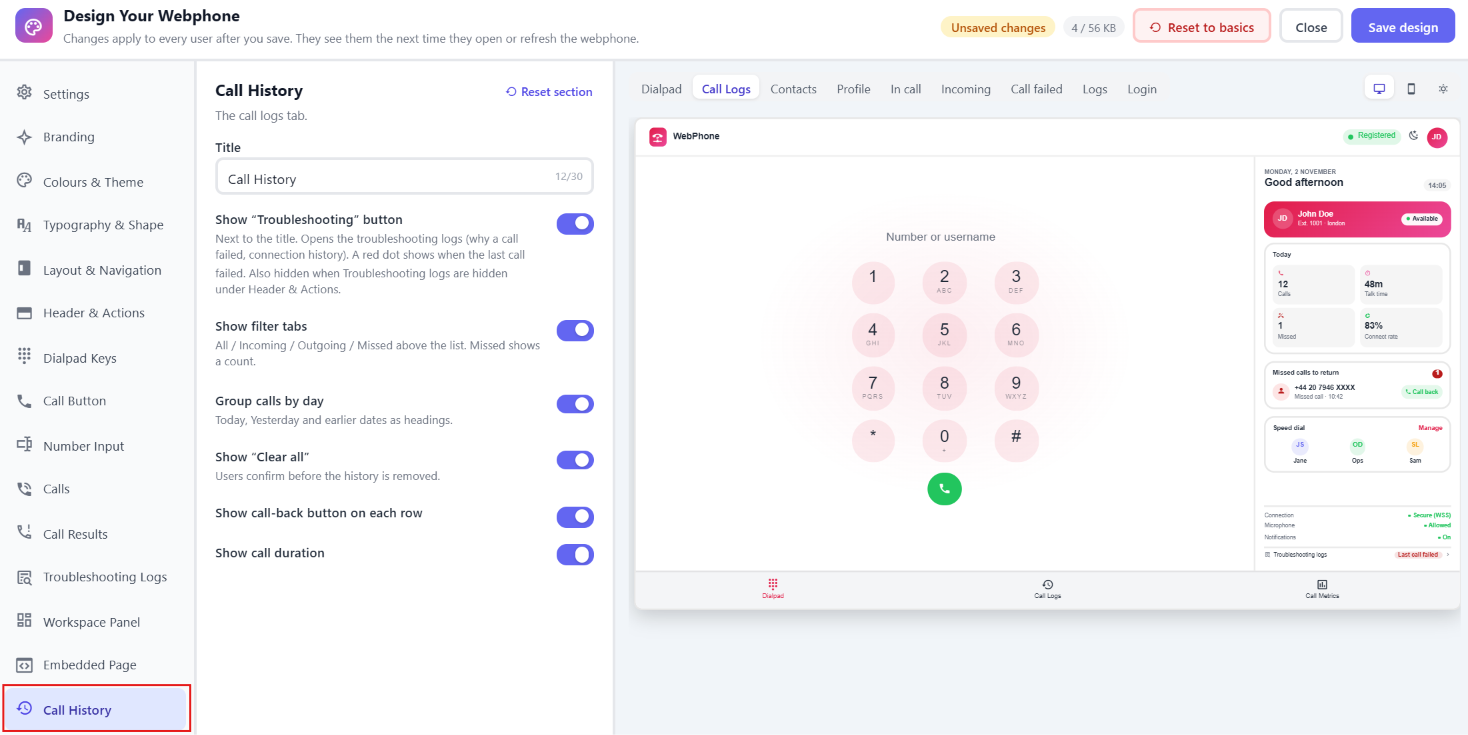 Design Your Webphone
Changes apply to every user after you save. They see them the next time they open or refresh the webphone.
Unsaved changes
4 / 56 KB
Reset to basics
Close
Save design
Settings
Branding
Colours & Theme
Typography & Shape
Layout & Navigation
Header & Actions
Dialpad Keys
Call Button
Number Input
Calls
Call Results
Troubleshooting Logs
Workspace Panel
Embedded Page
Call History
Call History
Reset section
The call logs tab.
Title
Call History
12/30
Show “Troubleshooting” button
Next to the title. Opens the troubleshooting logs (why a call
failed, connection history). A red dot shows when the last call
failed. Also hidden when Troubleshooting logs are hidden
under Header & Actions.
Show filter tabs
All / Incoming / Outgoing / Missed above the list. Missed shows
a count.
Group calls by day
Today, Yesterday and earlier dates as headings.
Show “Clear all”
Users confirm before the history is removed.
Show call-back button on each row
Show call duration
Dialpad Call Logs Contacts Profile In call Incoming Call failed Logs Login
WebPhone
Registered
JD
Number or username
1 2 3
ABC DEF
4 5 6
GHI JKL MNO
7 8 9
PQRS TUV WXYZ
* 0 #
+
MONDAY, 2 NOVEMBER
Good afternoon
14:05
JD
John Doe
Ext. 1001 · london
Available
Today
12
Calls
48m
Talk time
1
Missed
83%
Connect rate
Missed calls to return
1
+44 20 7946 XXXX
Missed call · 10:42
Call back
Speed dial
Manage
JS OD SL
Jane Ops Sam
Connection Secure (WSS)
Microphone Allowed
Notifications On
Troubleshooting logs Last call failed ›
Dialpad
Call Logs
Call Metrics